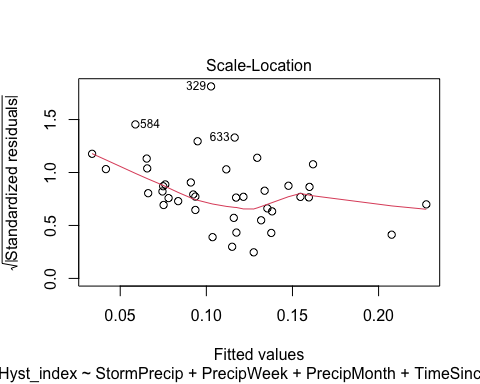 Scale-Location
√|Standardized residuals|
1.5
1.0
0.5
0.0
329
584
633
0.05 0.10 0.15 0.20
Fitted values
Hyst_index ~ StormPrecip + PrecipWeek + PrecipMonth + TimeSinc